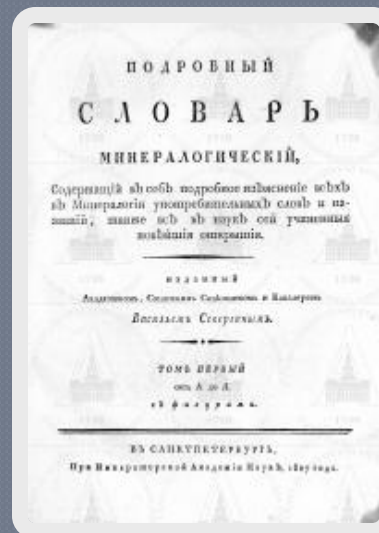 ПОДРОБНЫЙ
СЛОВАРЬ
МИНЕРАЛОГИЧЕСКІЙ,
Содержащій въ себѣ подробное изъясненіе всѣхъ
въ Минералогіи употребительныхъ словъ и на-
званій, также всѣ въ наукѣ сей учиненныя
новѣйшія открытія.
ИЗДАННЫЙ
Академикомъ, Статскимъ Совѣтникомъ и Кавалеромъ
Васильемъ Севергинымъ.
ТОМЪ ПЕРВЫЙ
отъ А до Л.
съ фигурами.
ВЪ САНКТПЕТЕРБУРГѢ,
При Императорской Академіи Наукъ, 1807 года.